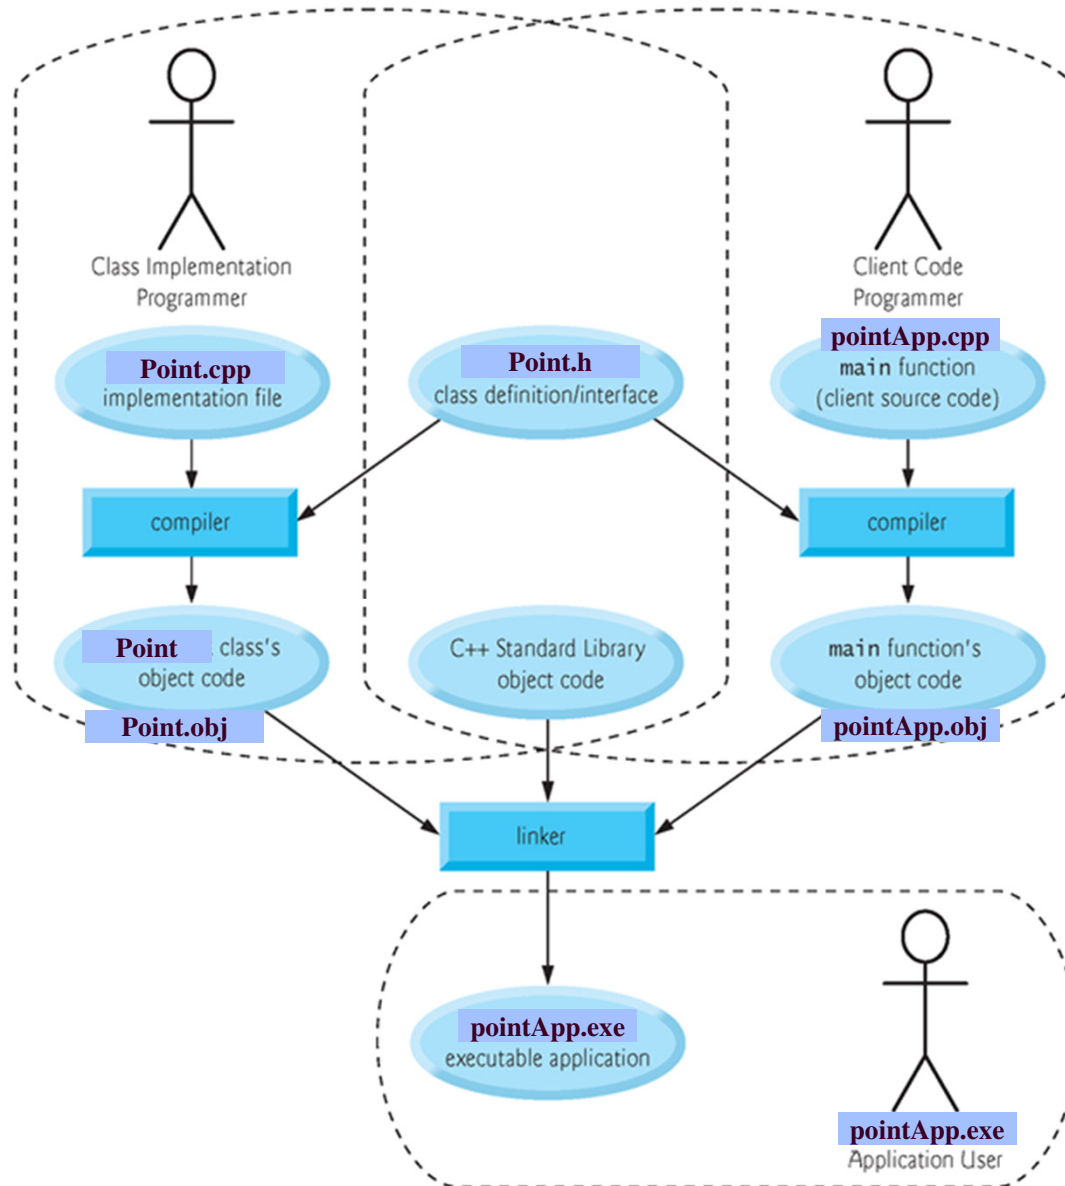 Class Implementation
Programmer
Client Code
Programmer
Point.cpp
implementation file
Point.h
class definition/interface
pointApp.cpp
main function
(client source code)
compiler
compiler
Point class's
object code
Point.obj
C++ Standard Library
object code
main function's
object code
pointApp.obj
linker
pointApp.exe
executable application
pointApp.exe
Application User